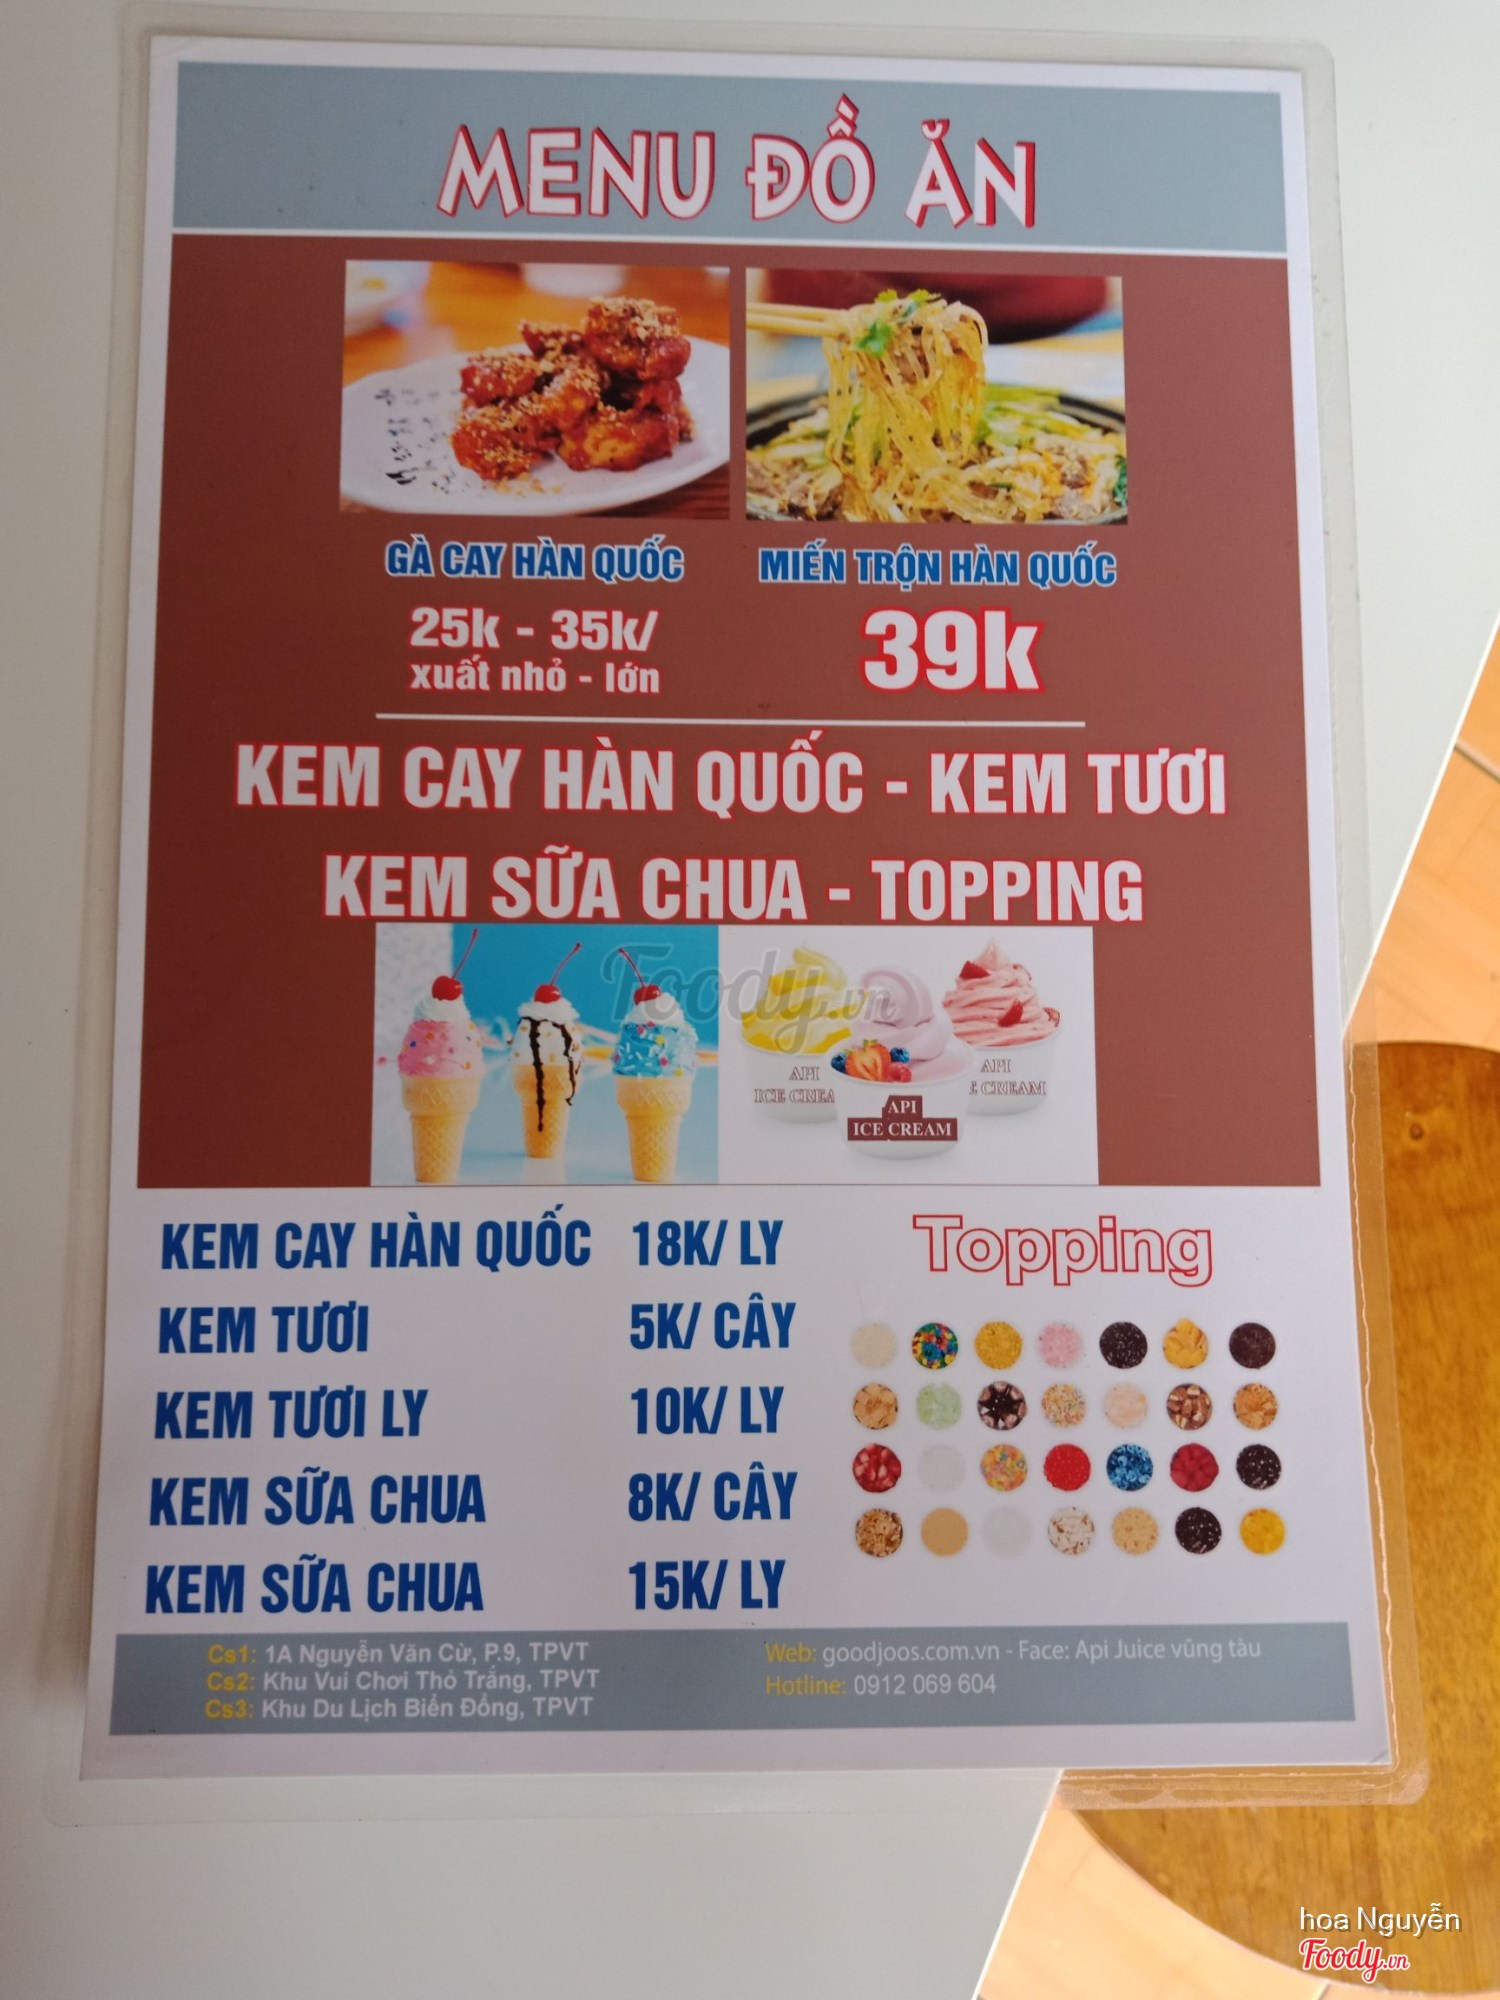 MENU ĐỒ ĂN
GÀ CAY HÀN QUỐC
25k - 35k/
xuất nhỏ - lớn
MIẾN TRỘN HÀN QUỐC
39k
KEM CAY HÀN QUỐC - KEM TƯƠI
KEM SỮA CHUA - TOPPING
Foody.vn
API
ICE CREA
API
ICE CREAM
API
E CREAM
KEM CAY HÀN QUỐC 18K/ LY
KEM TƯƠI 5K/ CÂY
KEM TƯƠI LY 10K/ LY
KEM SỮA CHUA 8K/ CÂY
KEM SỮA CHUA 15K/ LY
Topping
Cs1: 1A Nguyễn Văn Cừ, P.9, TPVT
Cs2: Khu Vui Chơi Thỏ Trắng, TPVT
Cs3: Khu Du Lịch Biển Đông, TPVT
Web: goodjoos.com.vn - Face: Api Juice vũng tàu
Hotline: 0912 069 604
hoa Nguyễn
Foody.vn